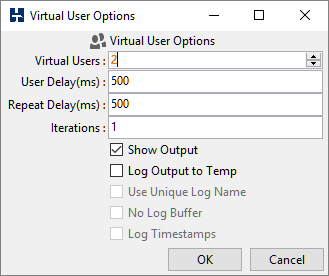 Virtual User Options
Virtual User Options
Virtual Users : 2
User Delay(ms) : 500
Repeat Delay(ms) : 500
Iterations : 1
Show Output
Log Output to Temp
Use Unique Log Name
No Log Buffer
Log Timestamps
OK Cancel